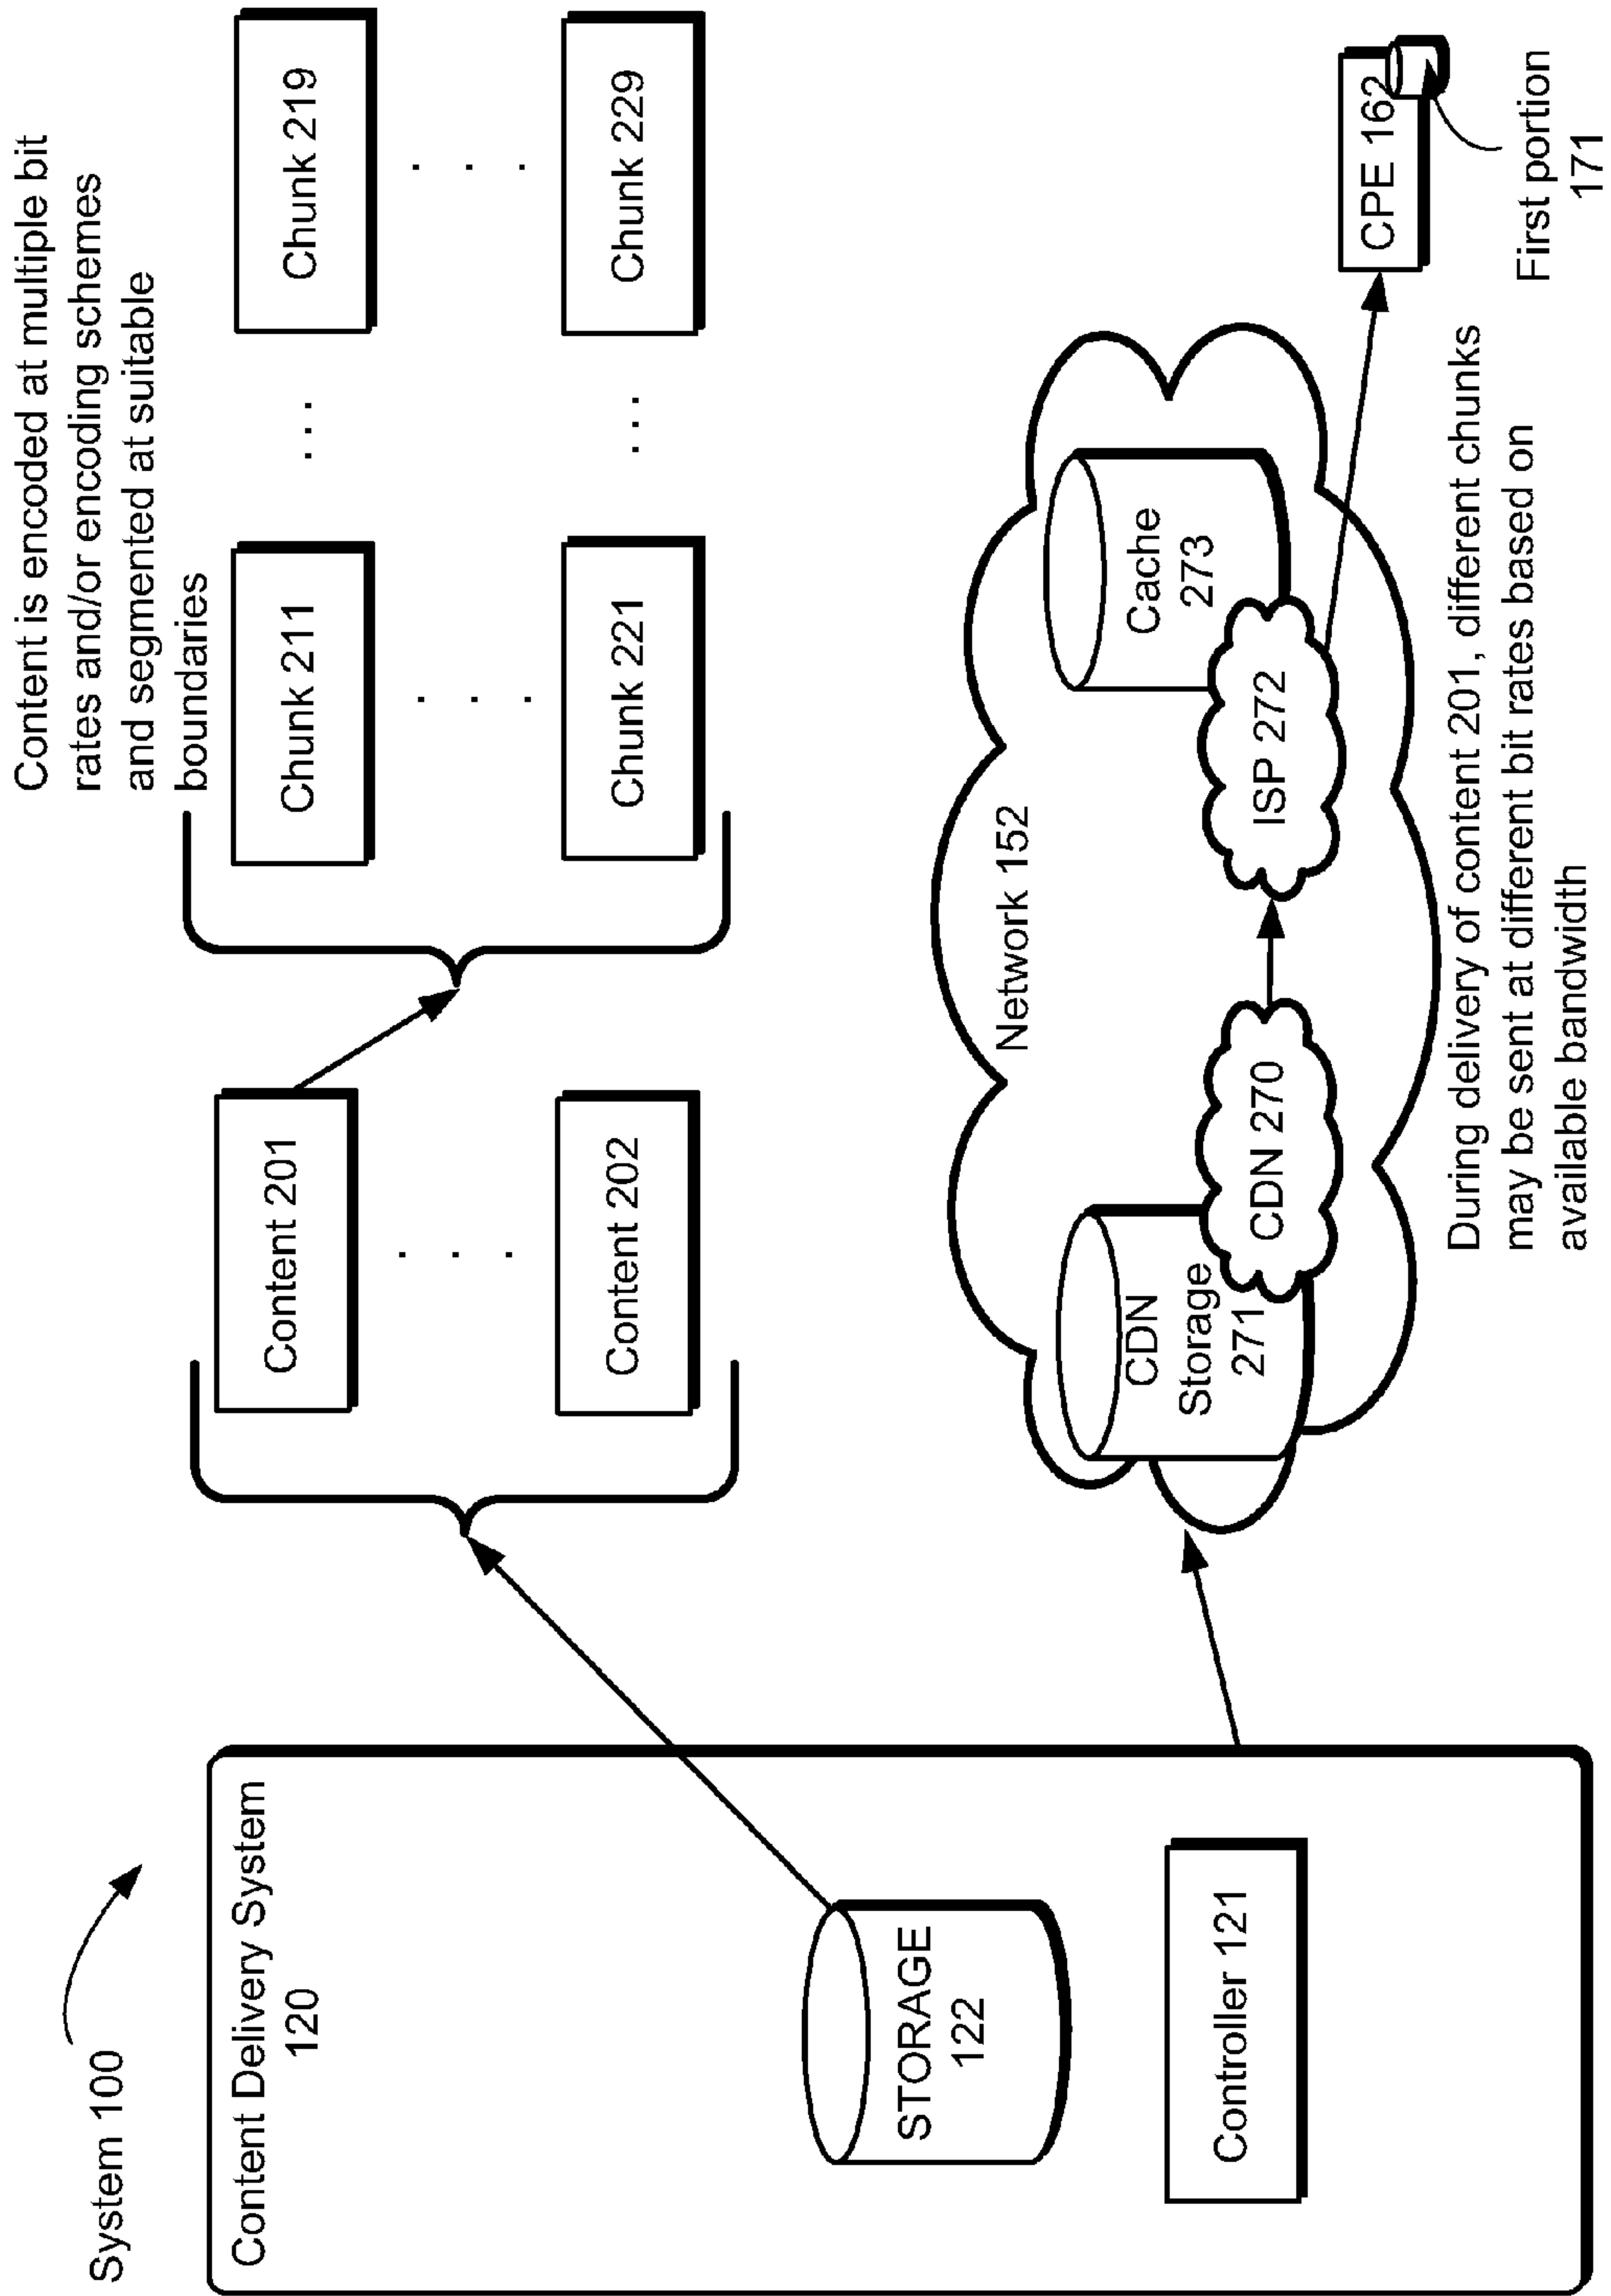 System 100
Content Delivery System
120
STORAGE
122
Controller 121
Content 201
. . .
Content 202
Content is encoded at multiple bit
rates and/or encoding schemes
and segmented at suitable
boundaries
Chunk 211
...
Chunk 219
. . .
. . .
Chunk 221
...
Chunk 229
Network 152
CDN
Storage
271
CDN 270
Cache
273
ISP 272
CPE 162
First portion
171
During delivery of content 201, different chunks
may be sent at different bit rates based on
available bandwidth